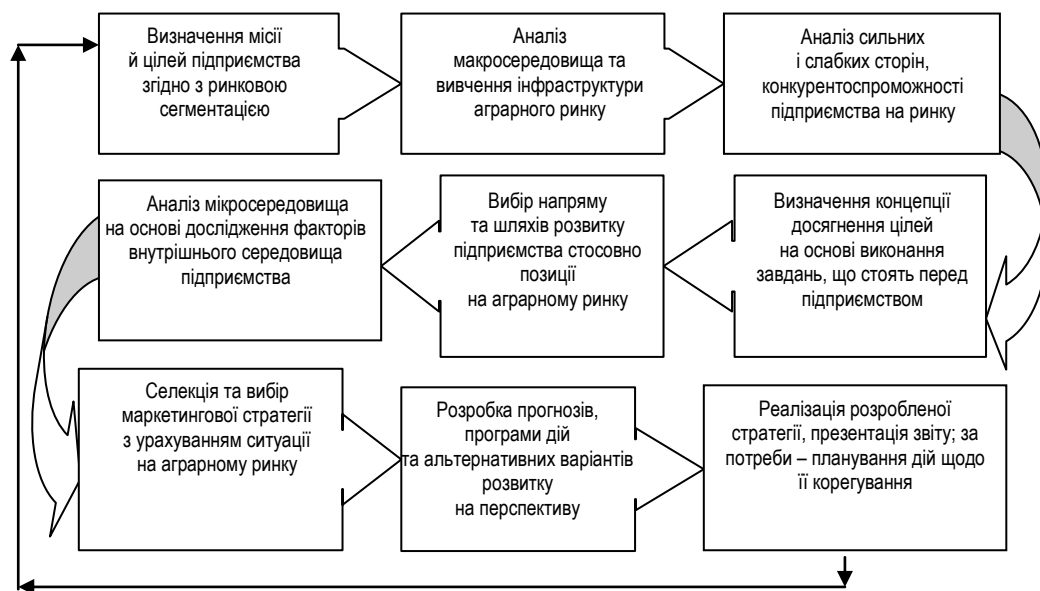 Визначення місії
й цілей підприємства
згідно з ринковою
сегментацією
Аналіз
макросередовища та
вивчення інфраструктури
аграрного ринку
Аналіз сильних
і слабких сторін,
конкурентоспроможності
підприємства на ринку
Визначення концепції
досягнення цілей
на основі виконання
завдань, що стоять перед
підприємством
Вибір напряму
та шляхів розвитку
підприємства стосовно
позиції
на аграрному ринку
Аналіз мікросередовища
на основі дослідження факторів
внутрішнього середовища
підприємства
Селекція та вибір
маркетингової стратегії
з урахуванням ситуації
на аграрному ринку
Розробка прогнозів,
програми дій
та альтернативних варіантів
розвитку
на перспективу
Реалізація розробленої
стратегії, презентація звіту; за
потреби – планування дій щодо
її корегування